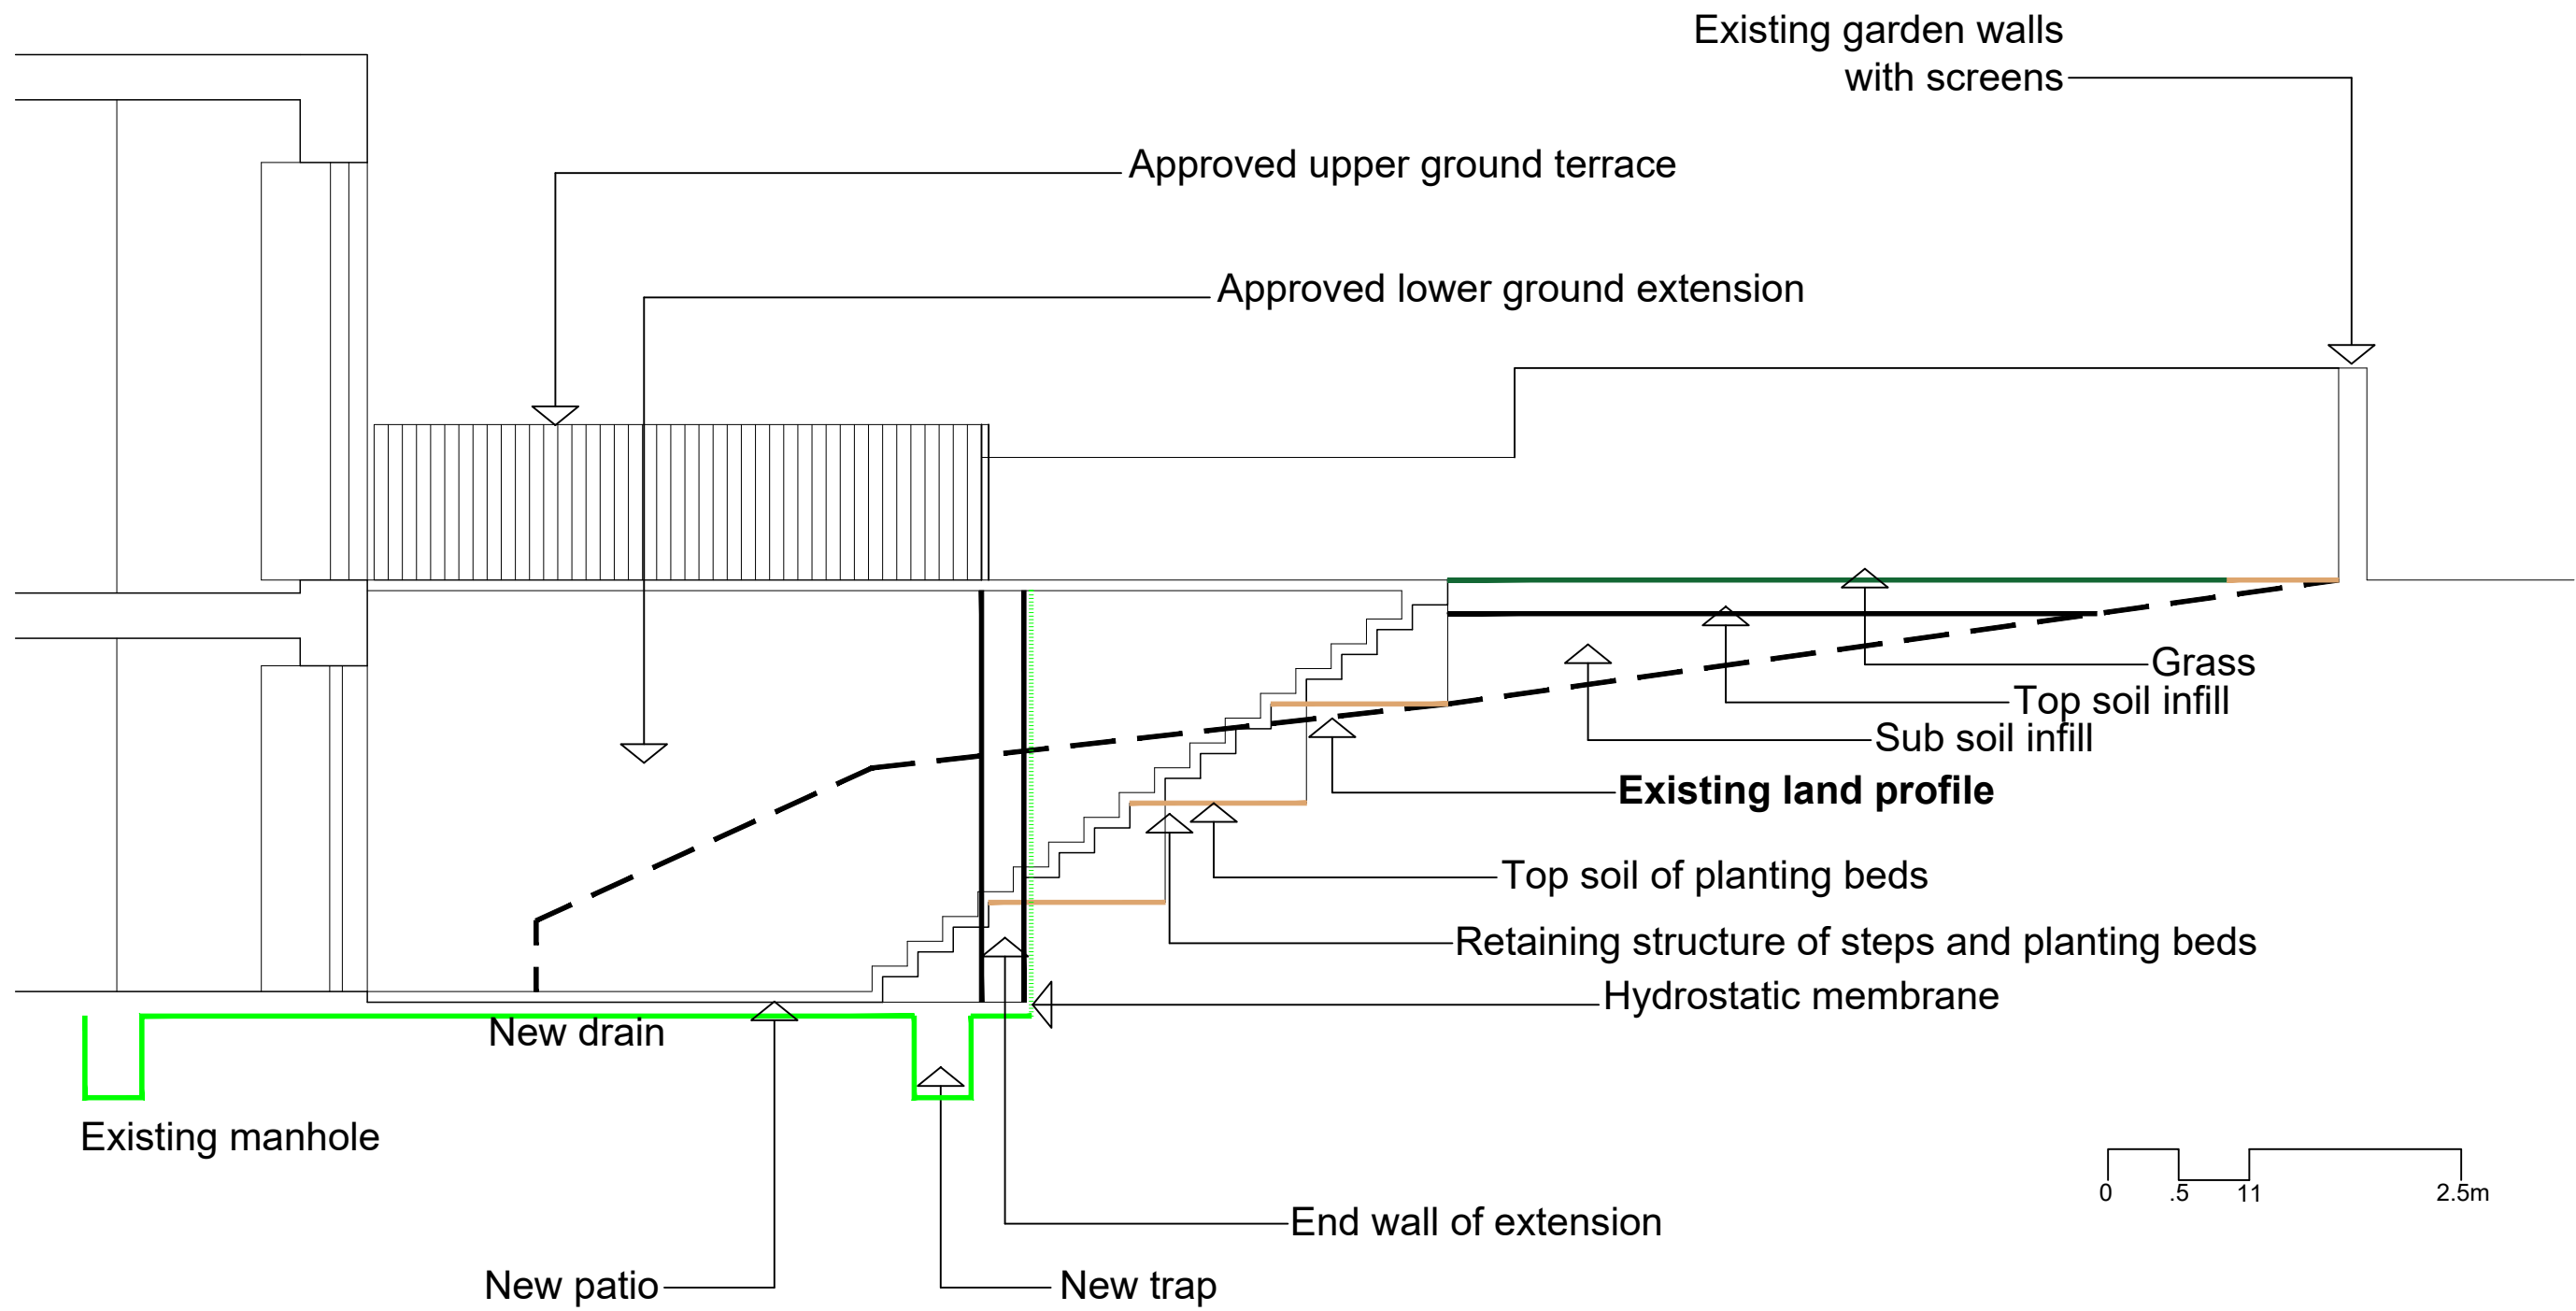 Existing garden walls
with screens
Approved upper ground terrace
Approved lower ground extension
Grass
Top soil infill
Sub soil infill
Existing land profile
Top soil of planting beds
Retaining structure of steps and planting beds
Hydrostatic membrane
New drain
Existing manhole
0 .5 11 2.5m
End wall of extension
New patio
New trap